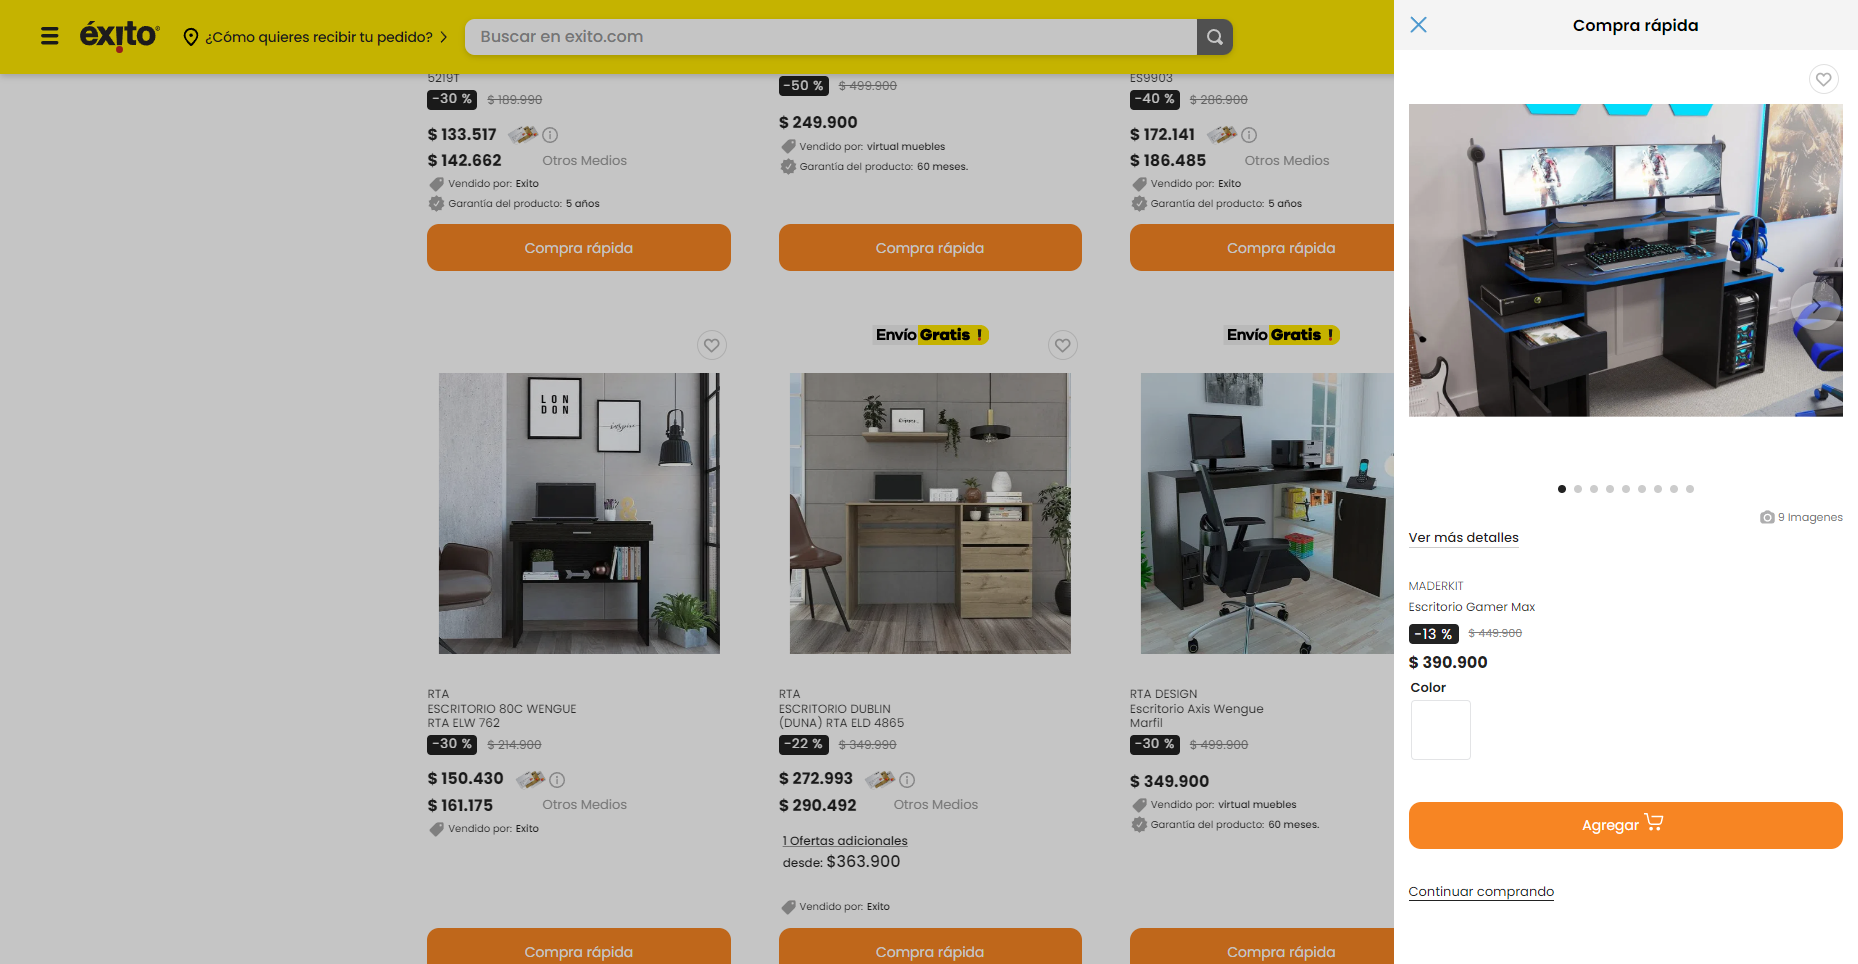 éxito
¿Cómo quieres recibir tu pedido?
Buscar en exito.com
5219T
-30 % $ 189.990
$ 133.517
$ 142.662 Otros Medios
Vendido por: Exito
Garantía del producto: 5 años
Compra rápida
-50 % $ 499.900
$ 249.900
Vendido por: virtual muebles
Garantía del producto: 60 meses.
Compra rápida
ES9903
-40 % $ 286.900
$ 172.141
$ 186.485 Otros Medios
Vendido por: Exito
Garantía del producto: 5 años
Compra rápida
LON
DON
inspire
RTA
ESCRITORIO 80C WENGUE
RTA ELW 762
-30 % $ 214.900
$ 150.430
$ 161.175 Otros Medios
Vendido por: Exito
Compra rápida
Envío Gratis !
RTA
ESCRITORIO DUBLIN
(DUNA) RTA ELD 4865
-22 % $ 349.990
$ 272.993
$ 290.492 Otros Medios
1 Ofertas adicionales
desde: $363.900
Vendido por: Exito
Compra rápida
Envío Gratis !
RTA DESIGN
Escritorio Axis Wengue
Marfil
-30 % $ 499.900
$ 349.900
Vendido por: virtual muebles
Garantía del producto: 60 meses.
Compra rápida
Compra rápida
9 Imagenes
Ver más detalles
MADERKIT
Escritorio Gamer Max
-13 % $ 449.900
$ 390.900
Color
Agregar
Continuar comprando